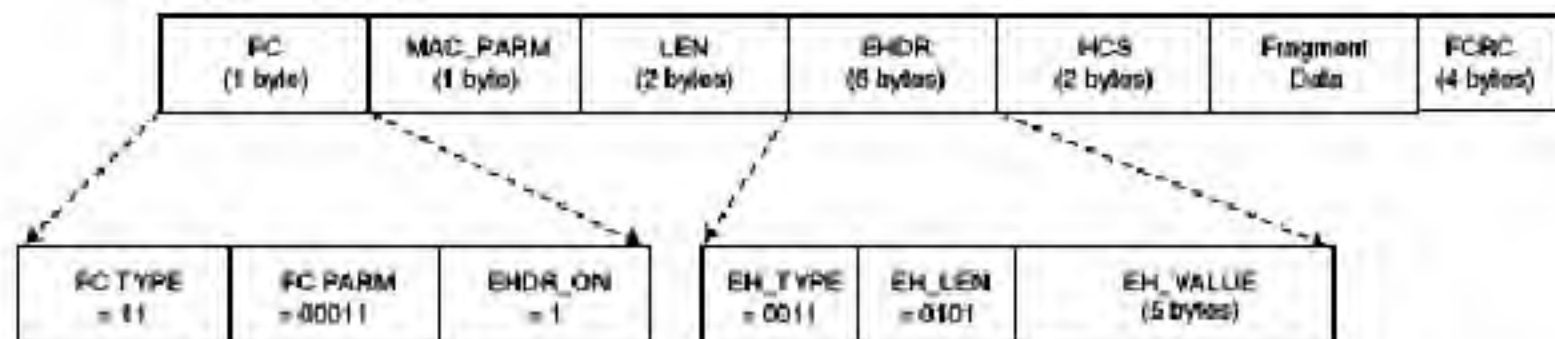 FC
(1 byte)
MAC_PARM
(1 byte)
LEN
(2 bytes)
EHDR
(6 bytes)
HCS
(2 bytes)
Fragment
Data
FCRC
(4 bytes)
FC TYPE
= 11
FC PARM
= 00011
EHDR_ON
= 1
EH_TYPE
= 0011
EH_LEN
= 0101
EH_VALUE
(5 bytes)